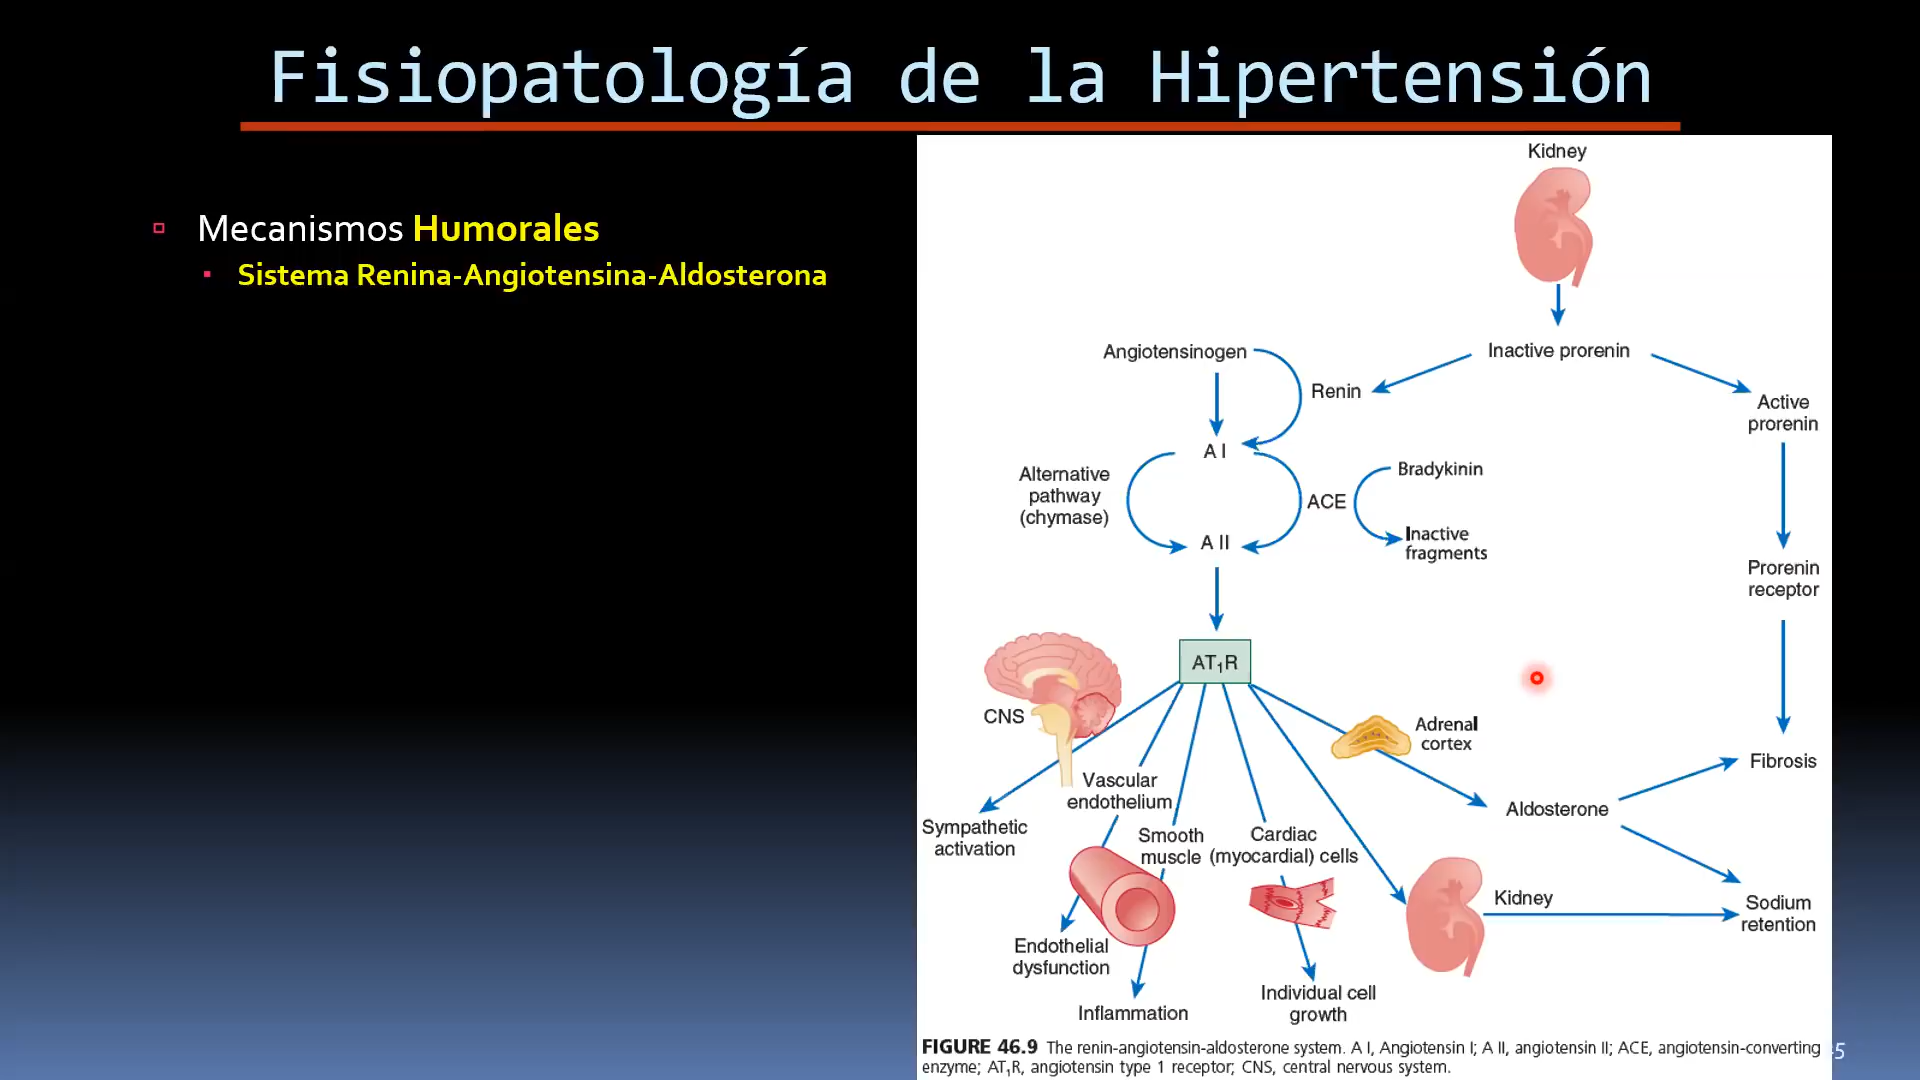 Fisiopatología de la Hipertensión
Mecanismos Humorales
Sistema Renina-Angiotensina-Aldosterona
Kidney
Angiotensinogen
Inactive prorenin
Renin
Active
prorenin
A I
Alternative
pathway
(chymase)
ACE
Bradykinin
Inactive
fragments
A II
Prorenin
receptor
AT₁R
CNS
Adrenal
cortex
Vascular
endothelium
Fibrosis
Aldosterone
Sympathetic
activation
Smooth
muscle
Cardiac
(myocardial) cells
Kidney
Sodium
retention
Endothelial
dysfunction
Inflammation
Individual cell
growth
FIGURE 46.9 The renin-angiotensin-aldosterone system. A I, Angiotensin I; A II, angiotensin II; ACE, angiotensin-converting
enzyme; AT₁R, angiotensin type 1 receptor; CNS, central nervous system.